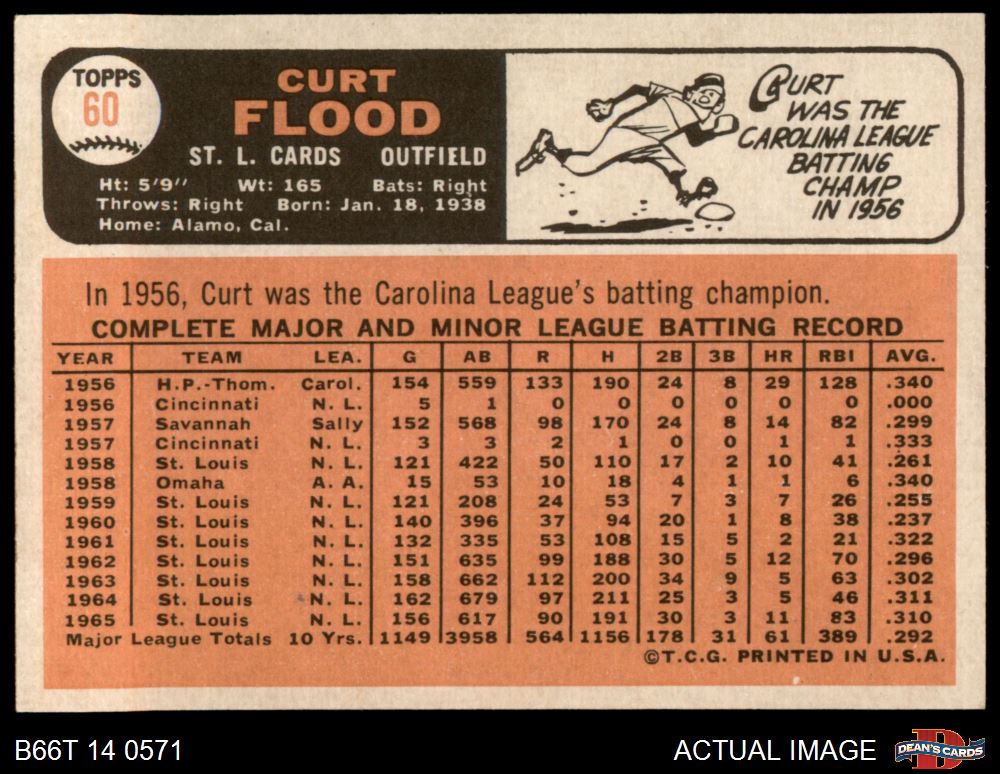 TOPPS
60
CURT
FLOOD
ST. L. CARDS OUTFIELD
Ht: 5'9" Wt: 165 Bats: Right
Throws: Right Born: Jan. 18, 1938
Home: Alamo, Cal.
CURT
WAS THE
CAROLINA LEAGUE
BATTING
CHAMP
IN 1956
In 1956, Curt was the Carolina League's batting champion.
COMPLETE MAJOR AND MINOR LEAGUE BATTING RECORD
YEAR TEAM LEA. G AB R H 2B 3B HR RBI AVG.
1956 H.P.-Thom. Carol. 154 559 133 190 24 8 29 128 .340
1956 Cincinnati N. L. 5 1 0 0 0 0 0 0 .000
1957 Savannah Sally 152 568 98 170 24 8 14 82 .299
1957 Cincinnati N. L. 3 3 2 1 0 0 1 1 .333
1958 St. Louis N. L. 121 422 50 110 17 2 10 41 .261
1958 Omaha A. A. 15 53 10 18 4 1 1 6 .340
1959 St. Louis N. L. 121 208 24 53 7 3 7 26 .255
1960 St. Louis N. L. 140 396 37 94 20 1 8 38 .237
1961 St. Louis N. L. 132 335 53 108 15 5 2 21 .322
1962 St. Louis N. L. 151 635 99 188 30 5 12 70 .296
1963 St. Louis N. L. 158 662 112 200 34 9 5 63 .302
1964 St. Louis N. L. 162 679 97 211 25 3 5 46 .311
1965 St. Louis N. L. 156 617 90 191 30 3 11 83 .310
Major League Totals 10 Yrs. 1149 3958 564 1156 178 31 61 389 .292
©T.C.G. PRINTED IN U.S.A.
B66T 14 0571
ACTUAL IMAGE
D
DEAN'S CARDS